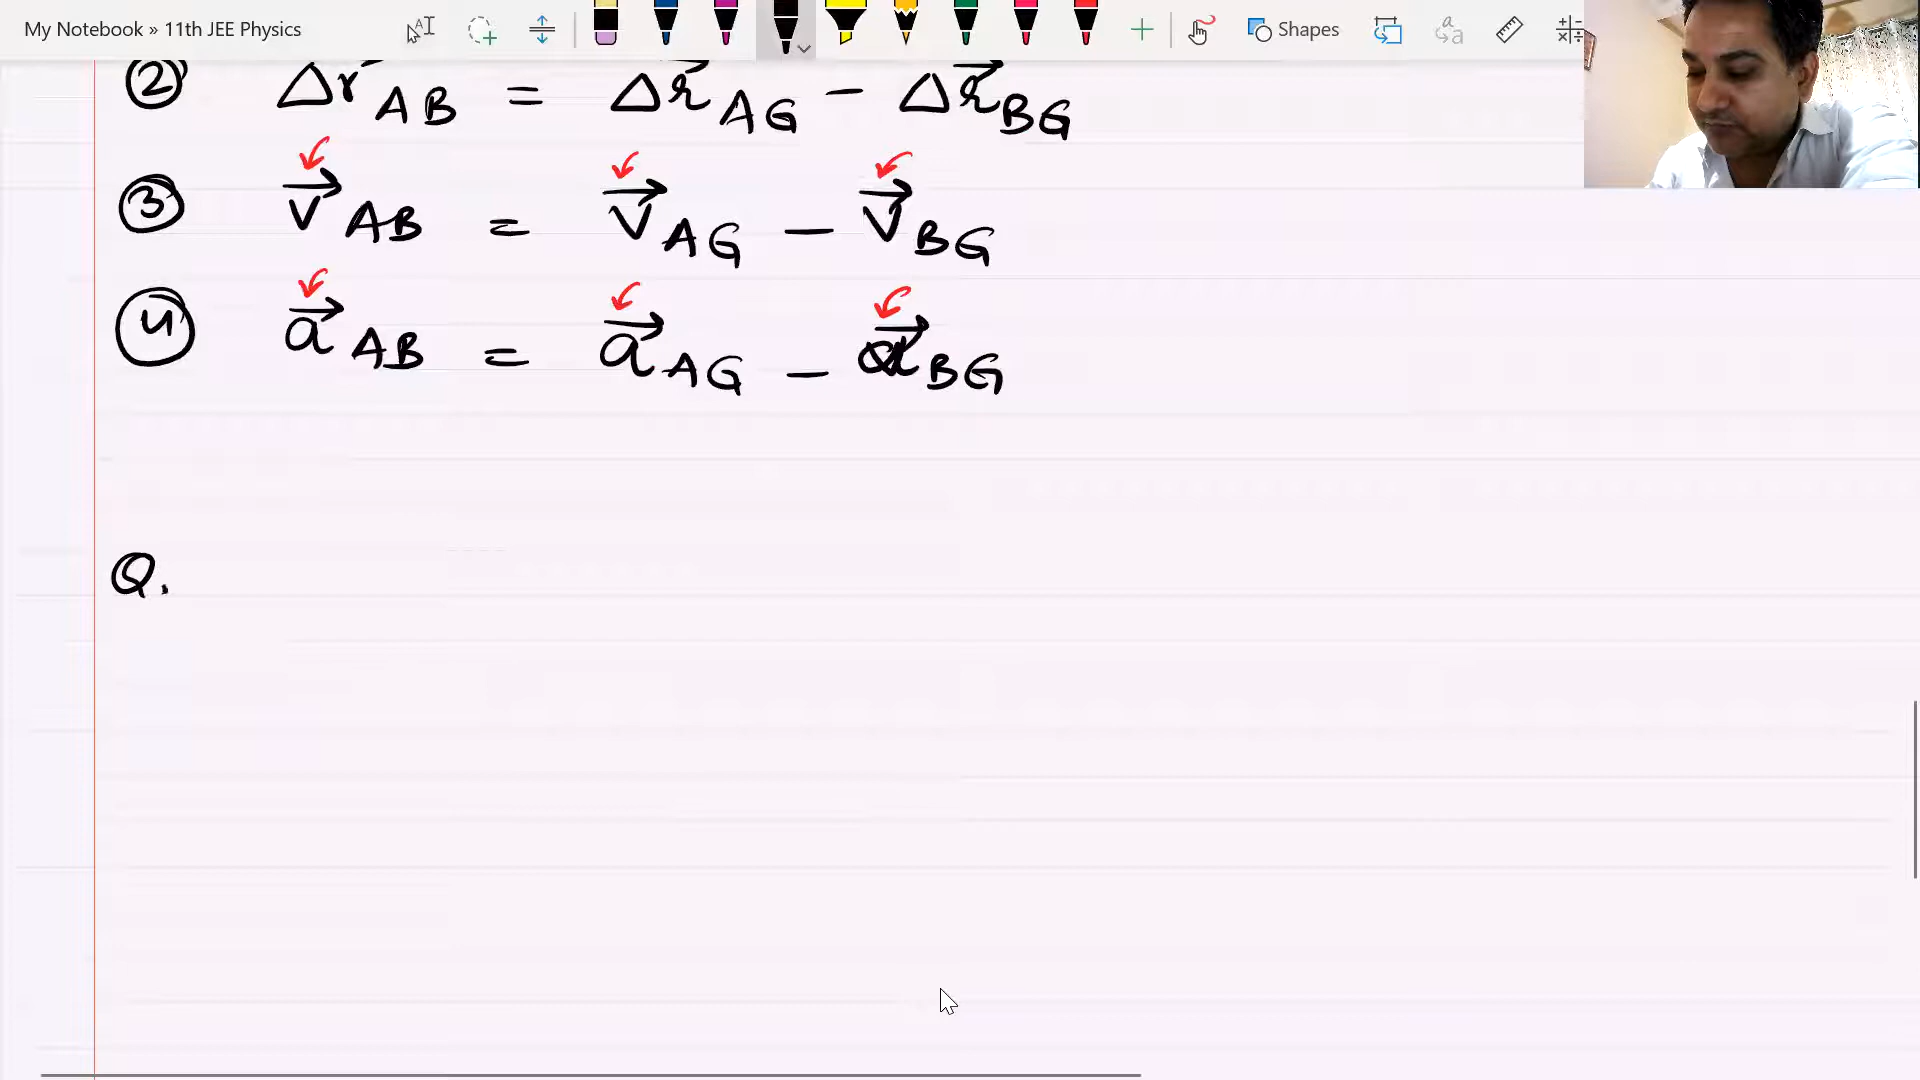 My Notebook » 11th JEE Physics
Shapes
② Δr AB = Δr⃗ AG − Δr⃗ BG
③ v⃗ AB = v⃗ AG − v⃗ BG
④ a⃗ AB = a⃗ AG − a⃗ BG
Q.